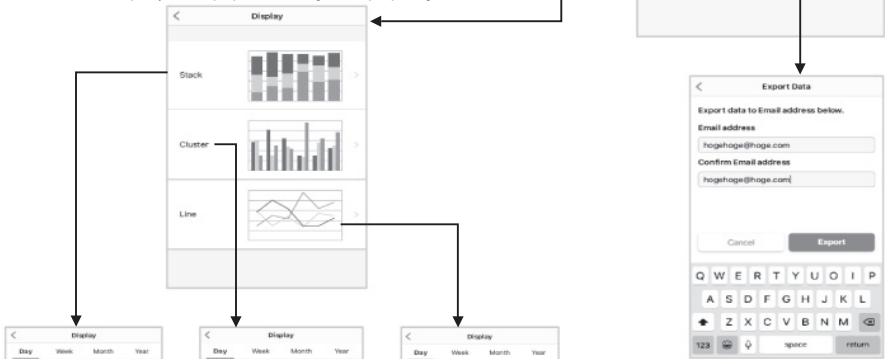 Display
Stack
Cluster
Line
Export Data
Export data to Email address below.
Email address
hogehoge@hoge.com
Confirm Email address
hogehoge@hoge.com
Cancel Export
Q W E R T Y U O I P
A S D F G H J K L
Z X C V B N M
123 space return
Display
Day Week Month Year
Display
Day Week Month Year
Display
Day Week Month Year